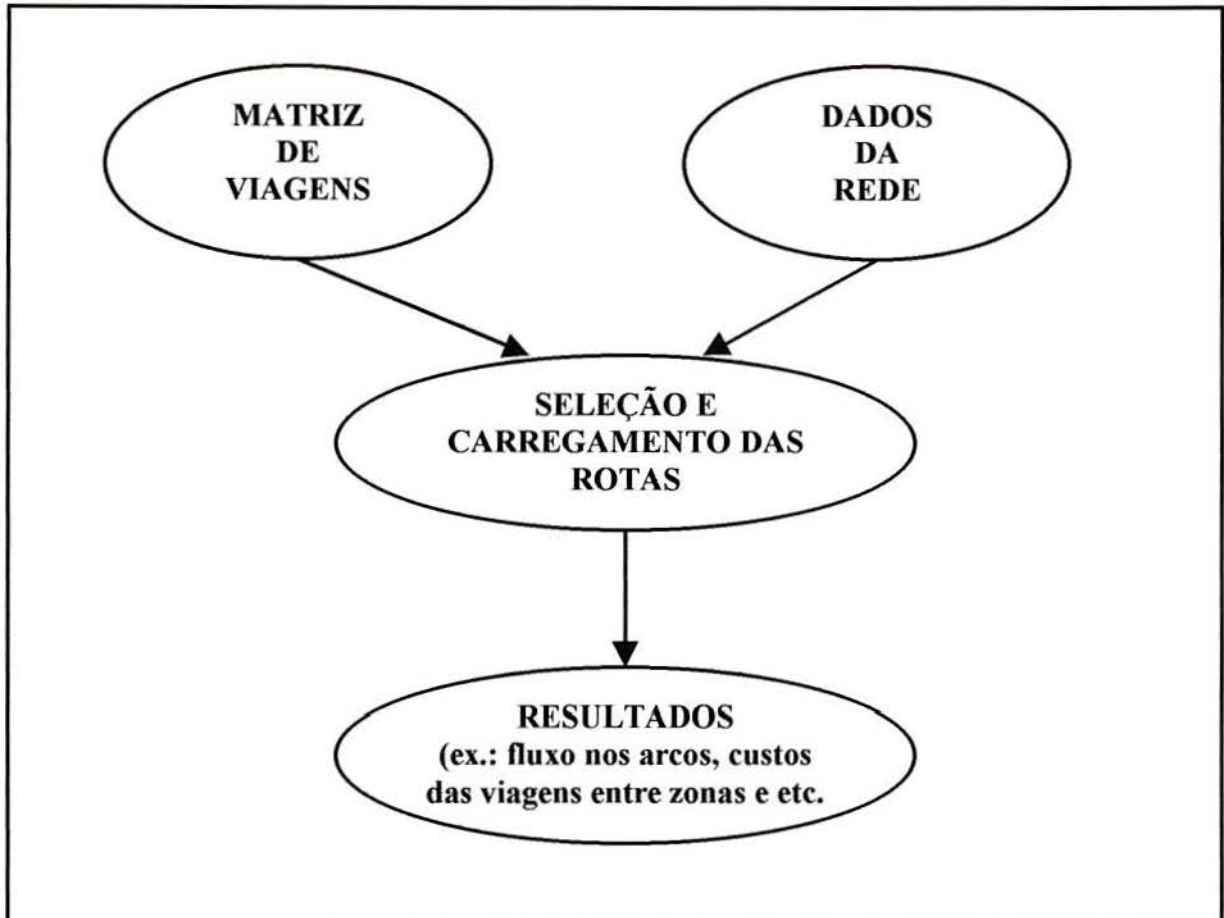 MATRIZ
DE
VIAGENS
DADOS
DA
REDE
SELEÇÃO E
CARREGAMENTO DAS
ROTAS
RESULTADOS
(ex.: fluxo nos arcos, custos
das viagens entre zonas e etc.